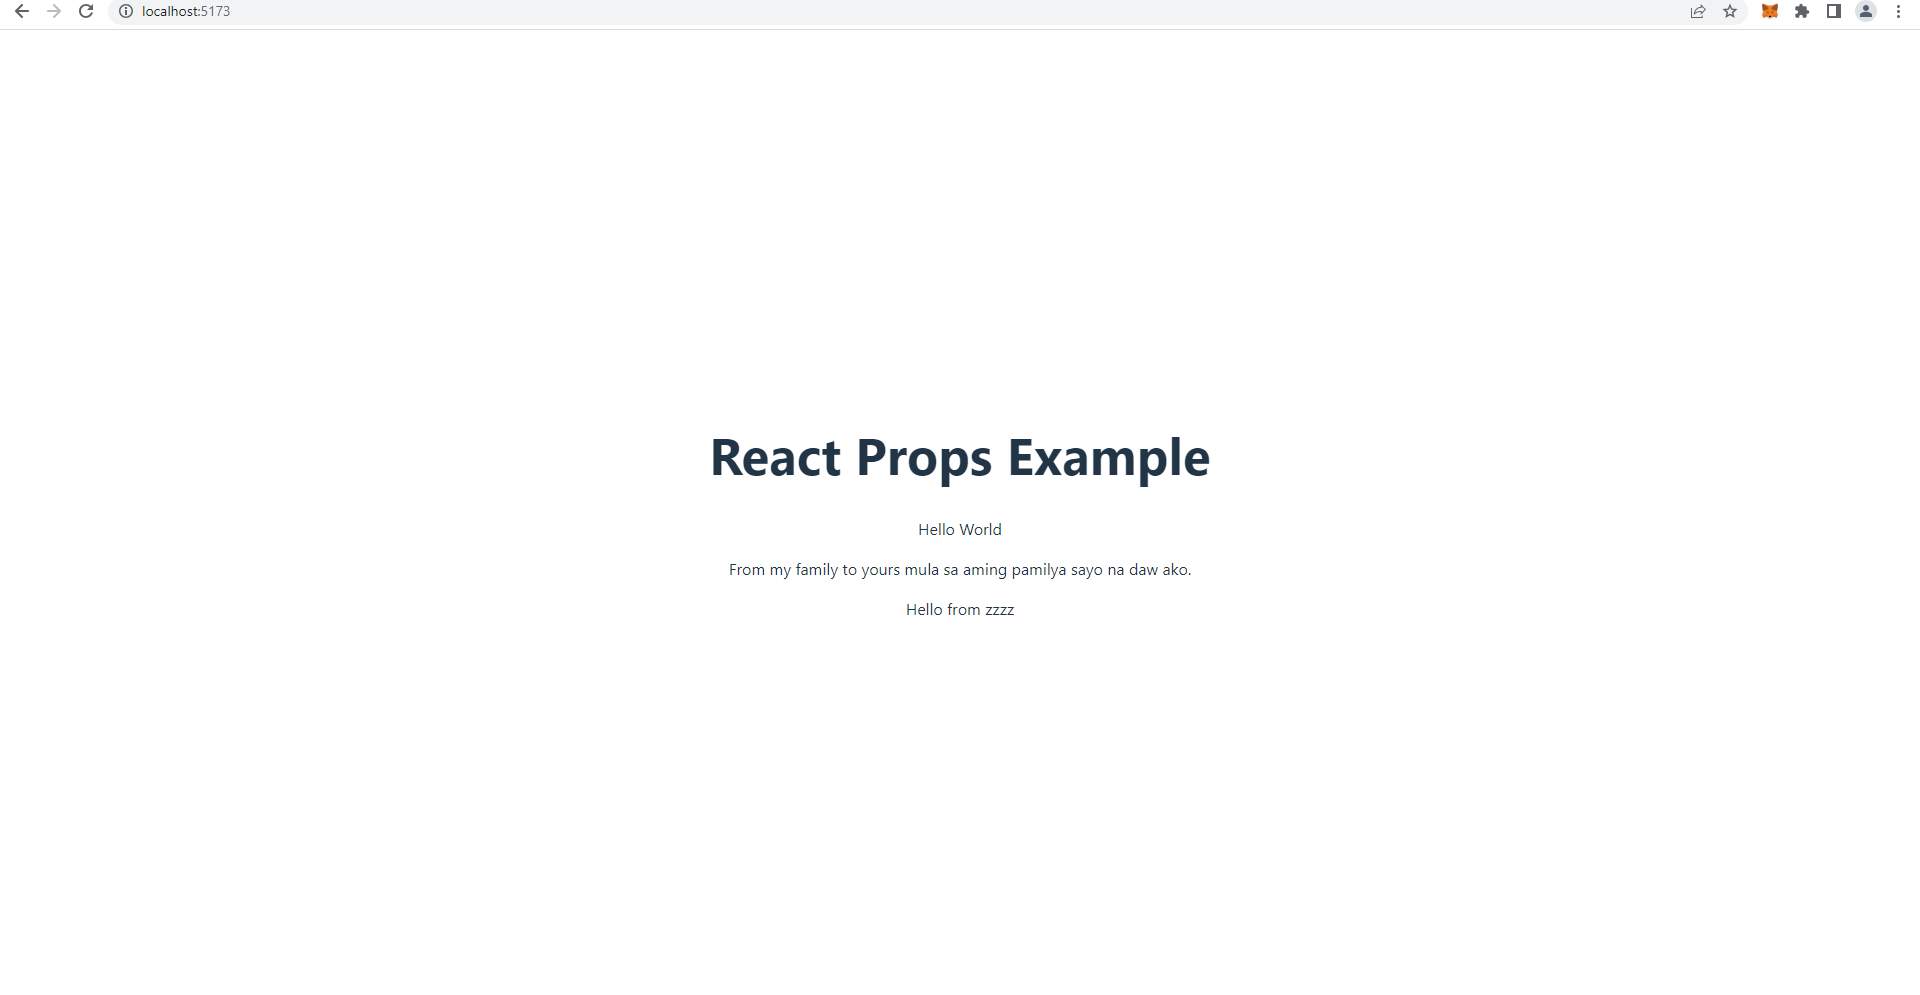 localhost:5173
React Props Example
Hello World
From my family to yours mula sa aming pamilya sayo na daw ako.
Hello from zzzz